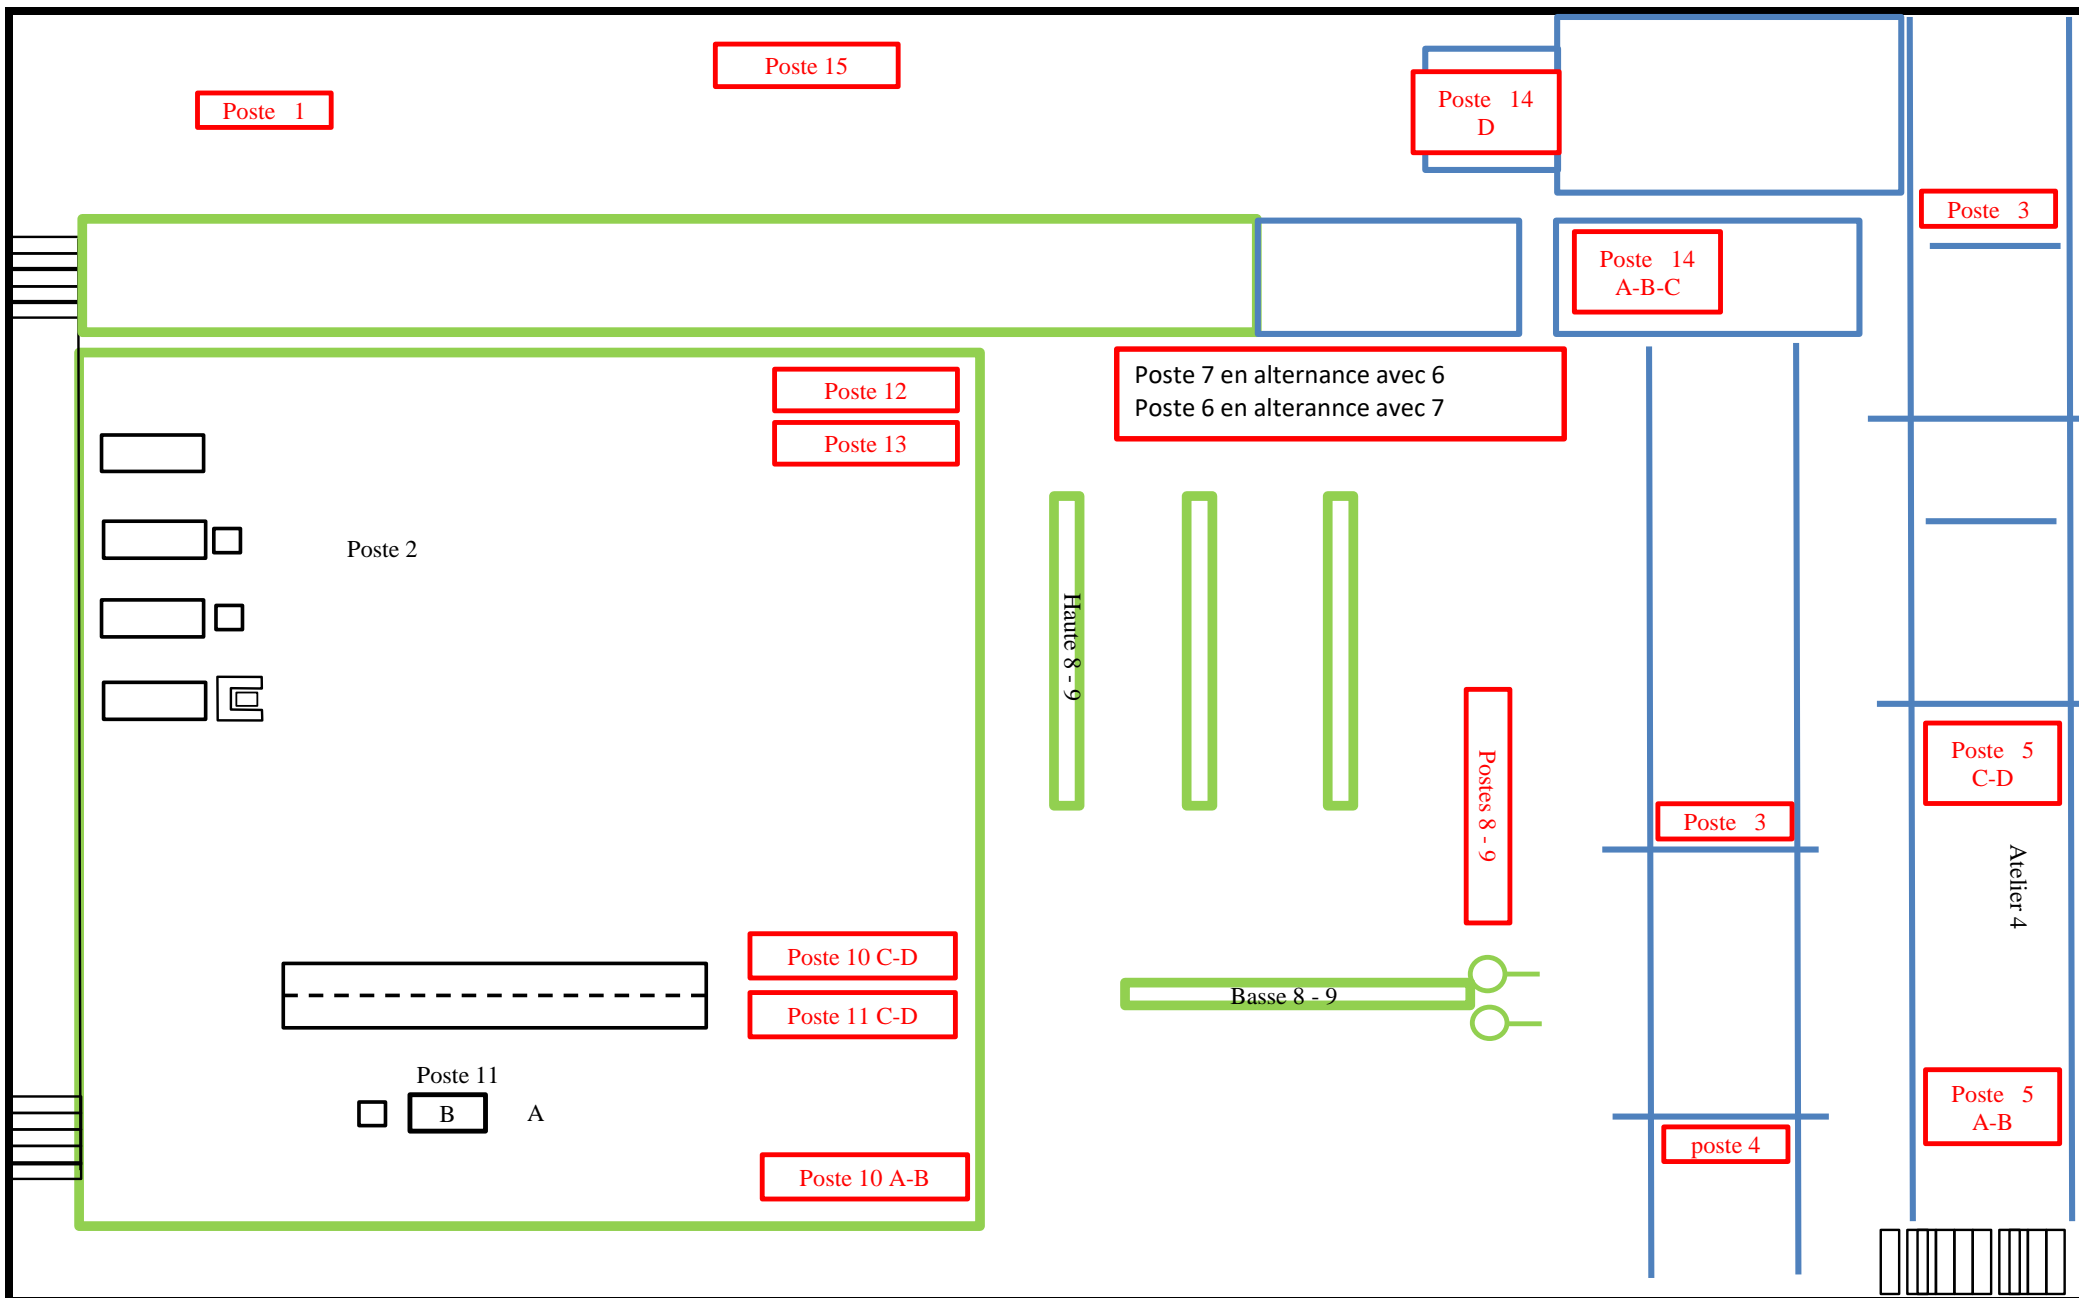 Poste 15
Poste 1
Poste 14
D
Poste 3
Poste 14
A-B-C
Poste 12
Poste 13
Poste 7 en alternance avec 6
Poste 6 en alterannce avec 7
Poste 2
Haute 8 - 9
Postes 8 - 9
Poste 5
C-D
Poste 3
Atelier 4
Poste 10 C-D
Poste 11 C-D
Basse 8 - 9
Poste 11
B
A
Poste 5
A-B
poste 4
Poste 10 A-B